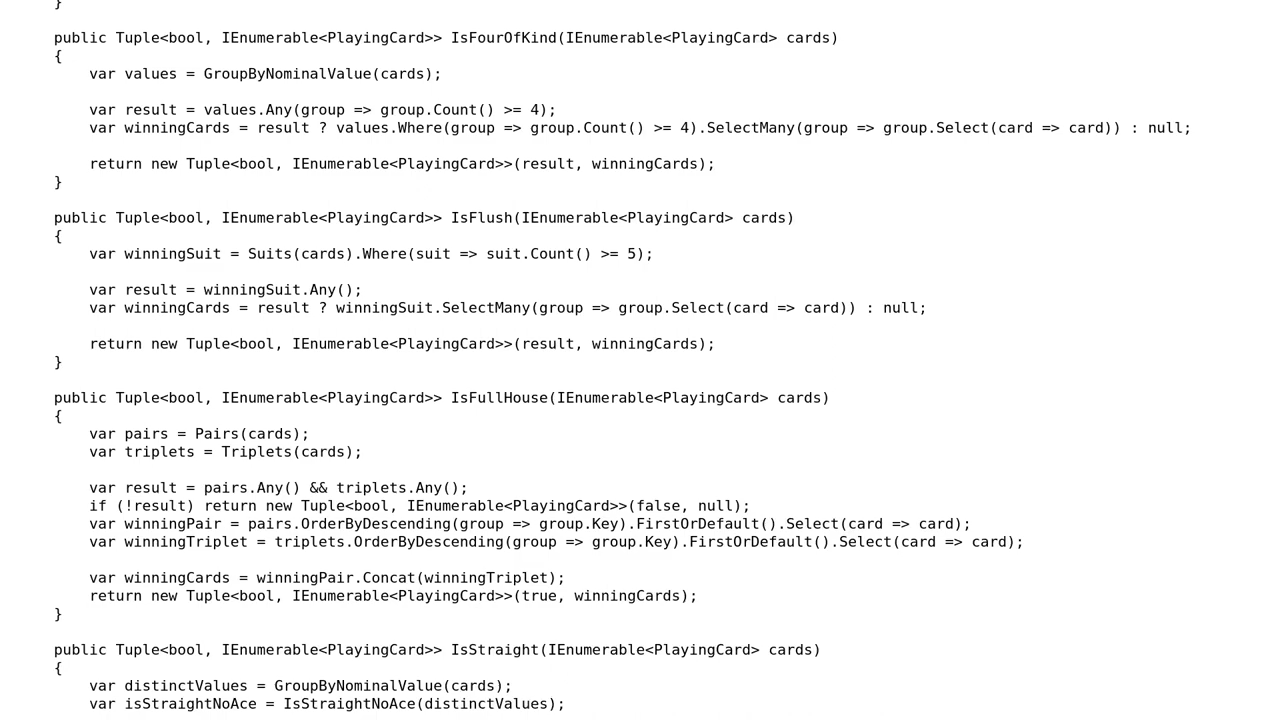 }
public Tuple<bool, IEnumerable<PlayingCard>> IsFourOfKind(IEnumerable<PlayingCard> cards)
{
var values = GroupByNominalValue(cards);
var result = values.Any(group => group.Count() >= 4);
var winningCards = result ? values.Where(group => group.Count() >= 4).SelectMany(group => group.Select(card => card)) : null;
return new Tuple<bool, IEnumerable<PlayingCard>>(result, winningCards);
}
public Tuple<bool, IEnumerable<PlayingCard>> IsFlush(IEnumerable<PlayingCard> cards)
{
var winningSuit = Suits(cards).Where(suit => suit.Count() >= 5);
var result = winningSuit.Any();
var winningCards = result ? winningSuit.SelectMany(group => group.Select(card => card)) : null;
return new Tuple<bool, IEnumerable<PlayingCard>>(result, winningCards);
}
public Tuple<bool, IEnumerable<PlayingCard>> IsFullHouse(IEnumerable<PlayingCard> cards)
{
var pairs = Pairs(cards);
var triplets = Triplets(cards);
var result = pairs.Any() && triplets.Any();
if (!result) return new Tuple<bool, IEnumerable<PlayingCard>>(false, null);
var winningPair = pairs.OrderByDescending(group => group.Key).FirstOrDefault().Select(card => card);
var winningTriplet = triplets.OrderByDescending(group => group.Key).FirstOrDefault().Select(card => card);
var winningCards = winningPair.Concat(winningTriplet);
return new Tuple<bool, IEnumerable<PlayingCard>>(true, winningCards);
}
public Tuple<bool, IEnumerable<PlayingCard>> IsStraight(IEnumerable<PlayingCard> cards)
{
var distinctValues = GroupByNominalValue(cards);
var isStraightNoAce = IsStraightNoAce(distinctValues);